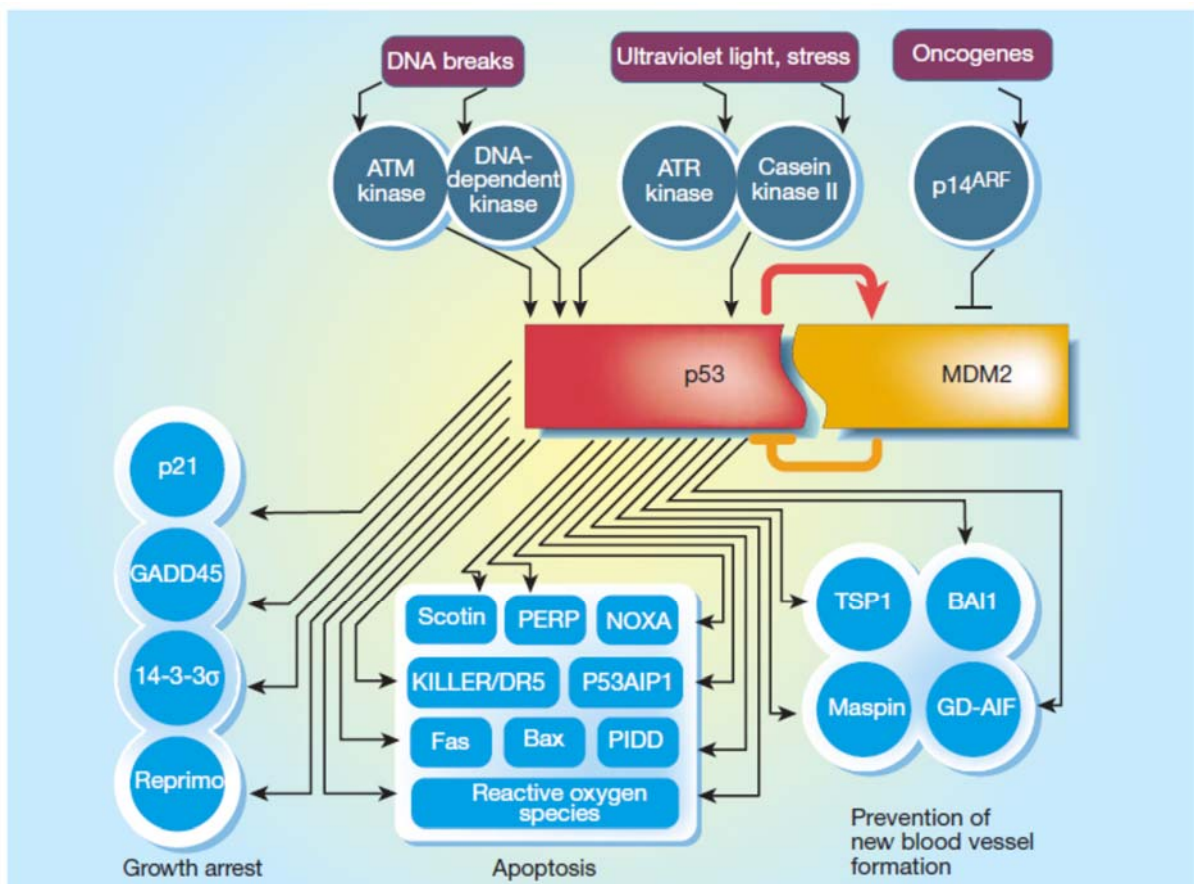 DNA breaks
Ultraviolet light, stress
Oncogenes
ATM
kinase
DNA-
dependent
kinase
ATR
kinase
Casein
kinase II
p14ARF
p53
MDM2
p21
GADD45
14-3-3σ
Reprimo
Growth arrest
Scotin
PERP
NOXA
KILLER/DR5
P53AIP1
Fas
Bax
PIDD
Reactive oxygen
species
Apoptosis
TSP1
BAI1
Maspin
GD-AIF
Prevention of
new blood vessel
formation